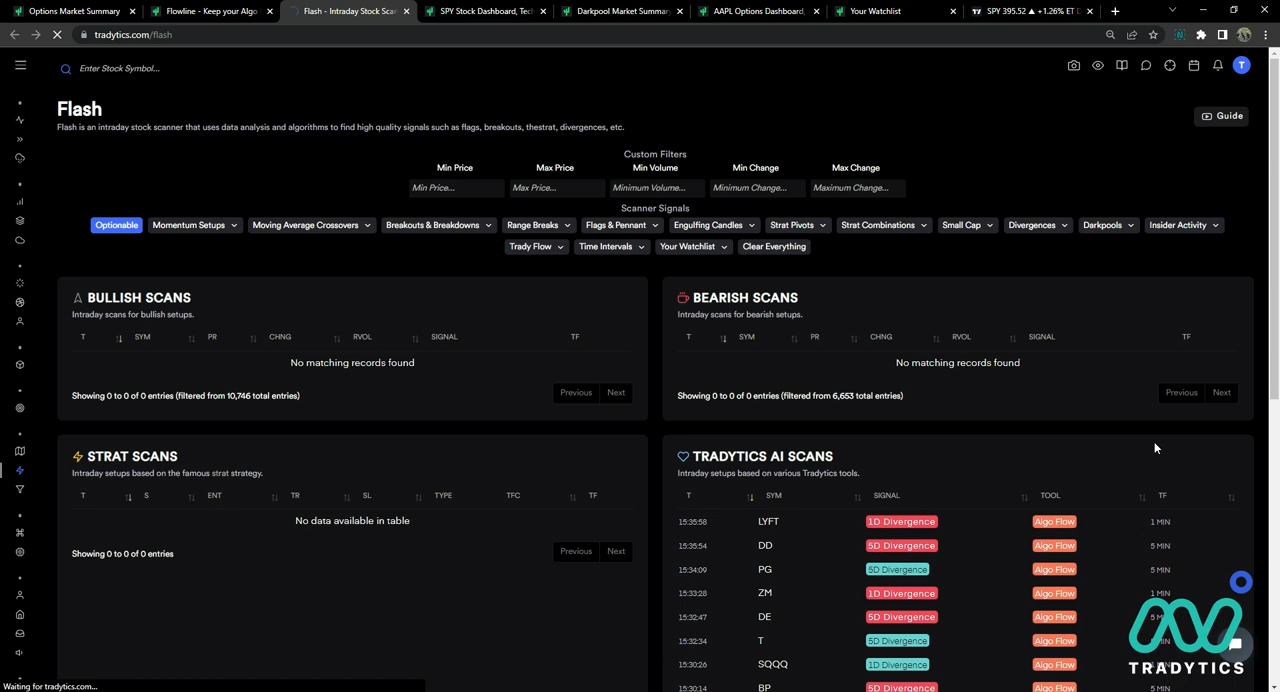 Options Market Summary
Flowline - Keep your Algo
Flash - Intraday Stock Scan
SPY Stock Dashboard, Tech
Darkpool Market Summary
AAPL Options Dashboard,
Your Watchlist
SPY 395.52 ▲ +1.26% ET D
tradytics.com/flash
Enter Stock Symbol...
T
Flash
Flash is an intraday stock scanner that uses data analysis and algorithms to find high quality signals such as flags, breakouts, thestrat, divergences, etc.
Guide
Custom Filters
Min Price Max Price Min Volume Min Change Max Change
Min Price... Max Price... Minimum Volume... Minimum Change... Maximum Change...
Scanner Signals
Optionable Momentum Setups Moving Average Crossovers Breakouts & Breakdowns Range Breaks Flags & Pennant Engulfing Candles Strat Pivots Strat Combinations Small Cap Divergences Darkpools Insider Activity
Trady Flow Time Intervals Your Watchlist Clear Everything
BULLISH SCANS
Intraday scans for bullish setups.
T SYM PR CHNG RVOL SIGNAL TF
No matching records found
Showing 0 to 0 of 0 entries (filtered from 10,746 total entries)
Previous Next
BEARISH SCANS
Intraday scans for bearish setups.
T SYM PR CHNG RVOL SIGNAL TF
No matching records found
Showing 0 to 0 of 0 entries (filtered from 6,653 total entries)
Previous Next
STRAT SCANS
Intraday setups based on the famous strat strategy.
T S ENT TR SL TYPE TFC TF
No data available in table
Showing 0 to 0 of 0 entries
Previous Next
TRADYTICS AI SCANS
Intraday setups based on various Tradytics tools.
T SYM SIGNAL TOOL TF
15:35:58 LYFT 1D Divergence Algo Flow 1 MIN
15:35:54 DD 5D Divergence Algo Flow 5 MIN
15:34:09 PG 5D Divergence Algo Flow 5 MIN
15:33:28 ZM 1D Divergence Algo Flow 1 MIN
15:32:47 DE 5D Divergence Algo Flow
15:32:34 T 5D Divergence Algo Flow
15:30:26 SQQQ 1D Divergence Algo Flow
15:30:14 BP 5D Divergence Algo Flow
TRADYTICS
Waiting for tradytics.com...